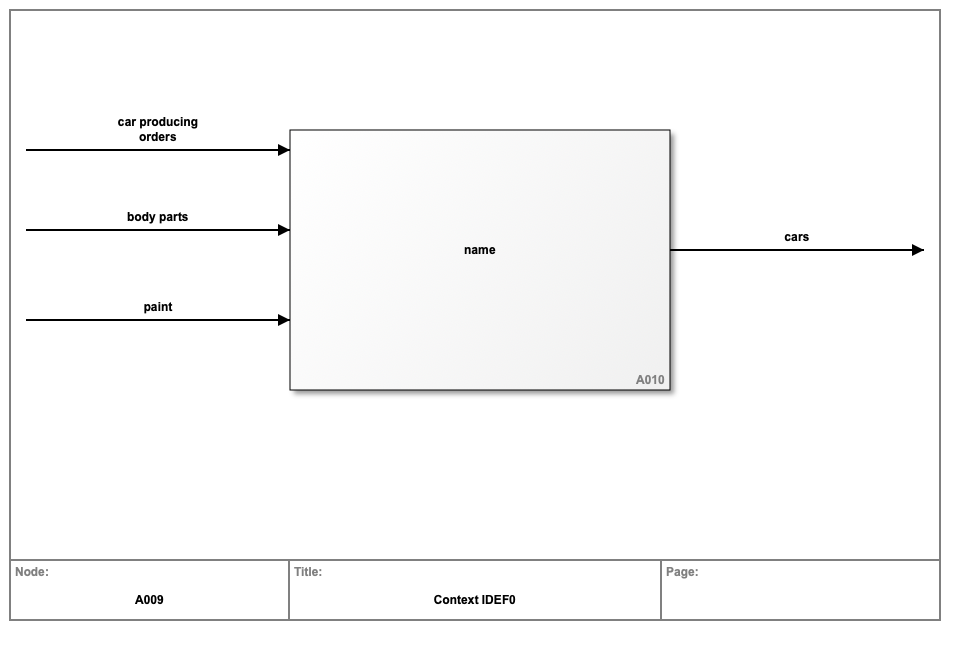 car producing
orders
body parts
name
cars
paint
A010
Node:
Title:
Page:
A009
Context IDEF0